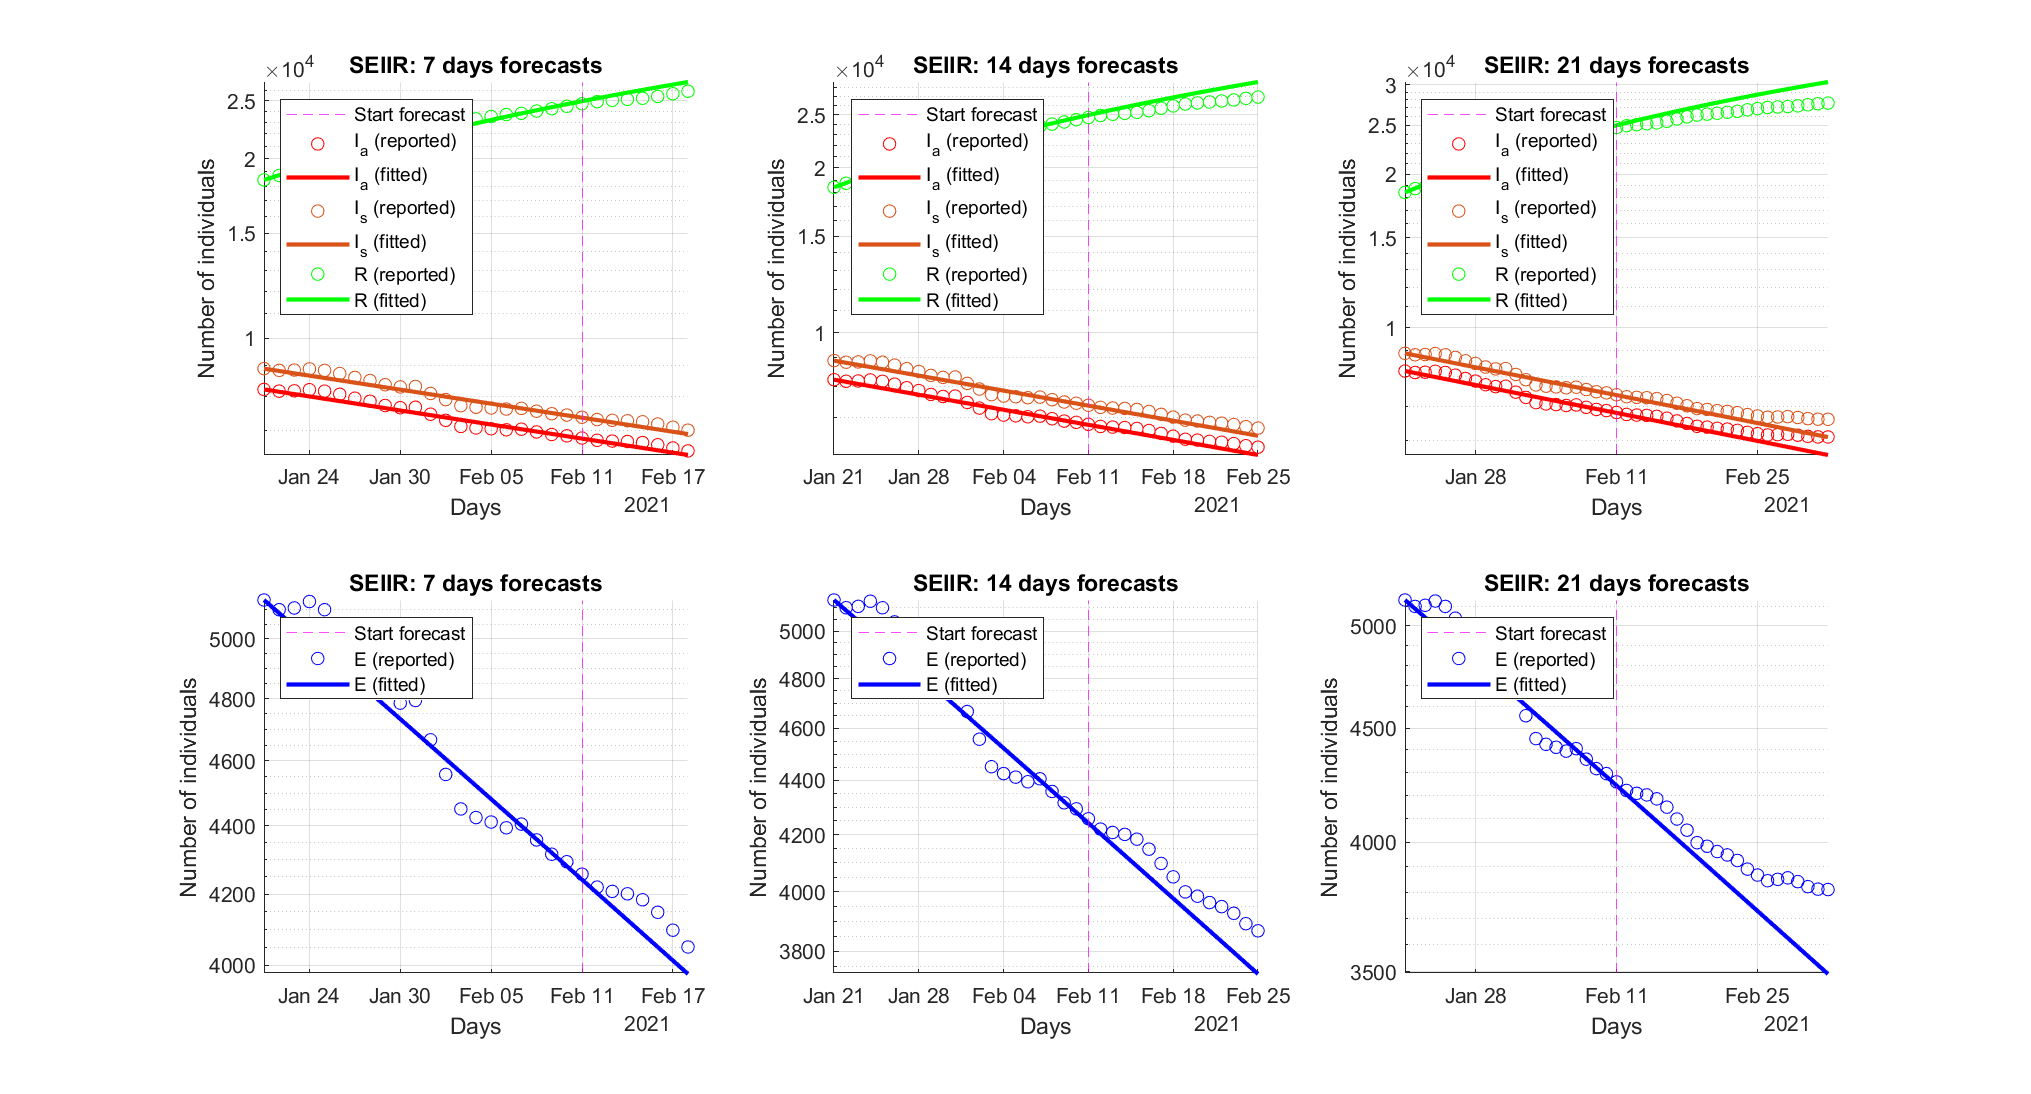 SEIIR: 7 days forecasts
×10⁴
2.5
2
1.5
1
Number of individuals
Start forecast
I_a (reported)
I_a (fitted)
I_s (reported)
I_s (fitted)
R (reported)
R (fitted)
Jan 24 Jan 30 Feb 05 Feb 11 Feb 17
Days
2021
SEIIR: 14 days forecasts
×10⁴
2.5
2
1.5
1
Number of individuals
Start forecast
I_a (reported)
I_a (fitted)
I_s (reported)
I_s (fitted)
R (reported)
R (fitted)
Jan 21 Jan 28 Feb 04 Feb 11 Feb 18 Feb 25
Days
2021
SEIIR: 21 days forecasts
×10⁴
3
2.5
2
1.5
1
Number of individuals
Start forecast
I_a (reported)
I_a (fitted)
I_s (reported)
I_s (fitted)
R (reported)
R (fitted)
Jan 28 Feb 11 Feb 25
Days
2021
SEIIR: 7 days forecasts
5000
4800
4600
4400
4200
4000
Number of individuals
Start forecast
E (reported)
E (fitted)
Jan 24 Jan 30 Feb 05 Feb 11 Feb 17
Days
2021
SEIIR: 14 days forecasts
5000
4800
4600
4400
4200
4000
3800
Number of individuals
Start forecast
E (reported)
E (fitted)
Jan 21 Jan 28 Feb 04 Feb 11 Feb 18 Feb 25
Days
2021
SEIIR: 21 days forecasts
5000
4500
4000
3500
Number of individuals
Start forecast
E (reported)
E (fitted)
Jan 28 Feb 11 Feb 25
Days
2021